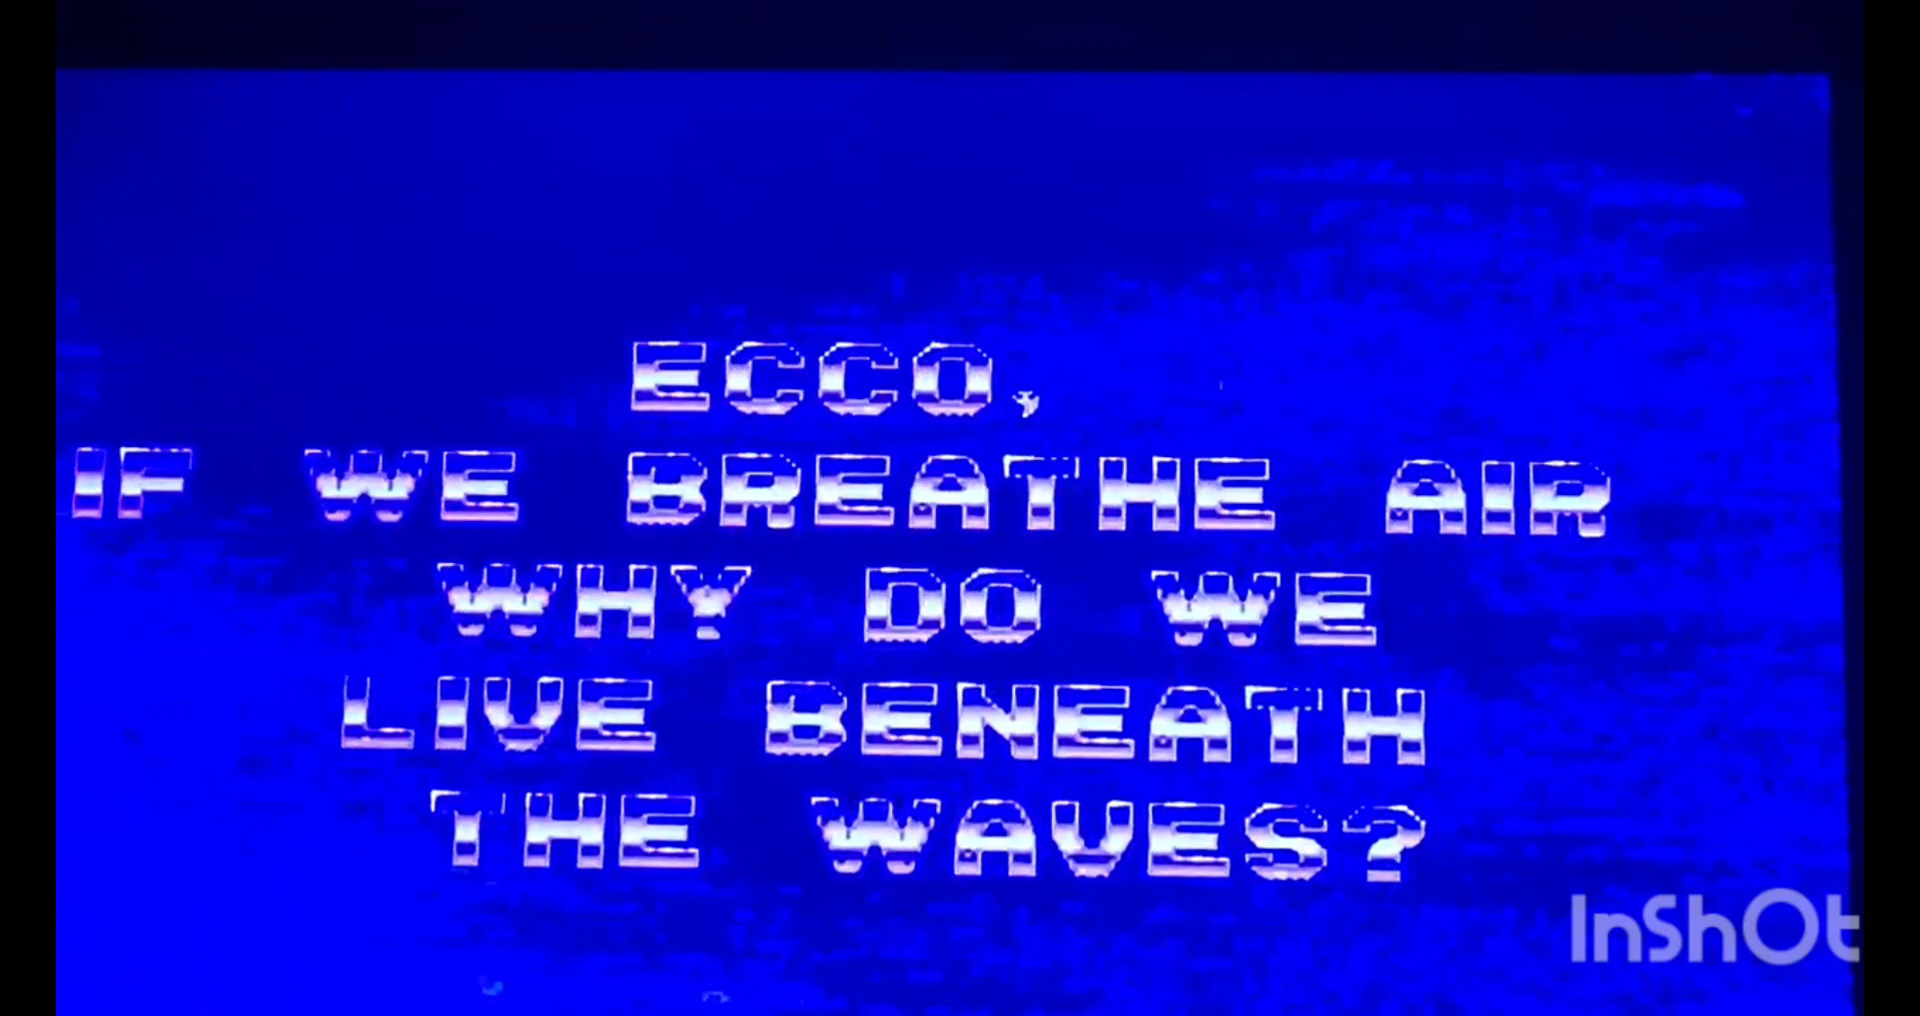 ECCO,
IF WE BREATHE AIR
WHY DO WE
LIVE BENEATH
THE WAVES?
InShOt